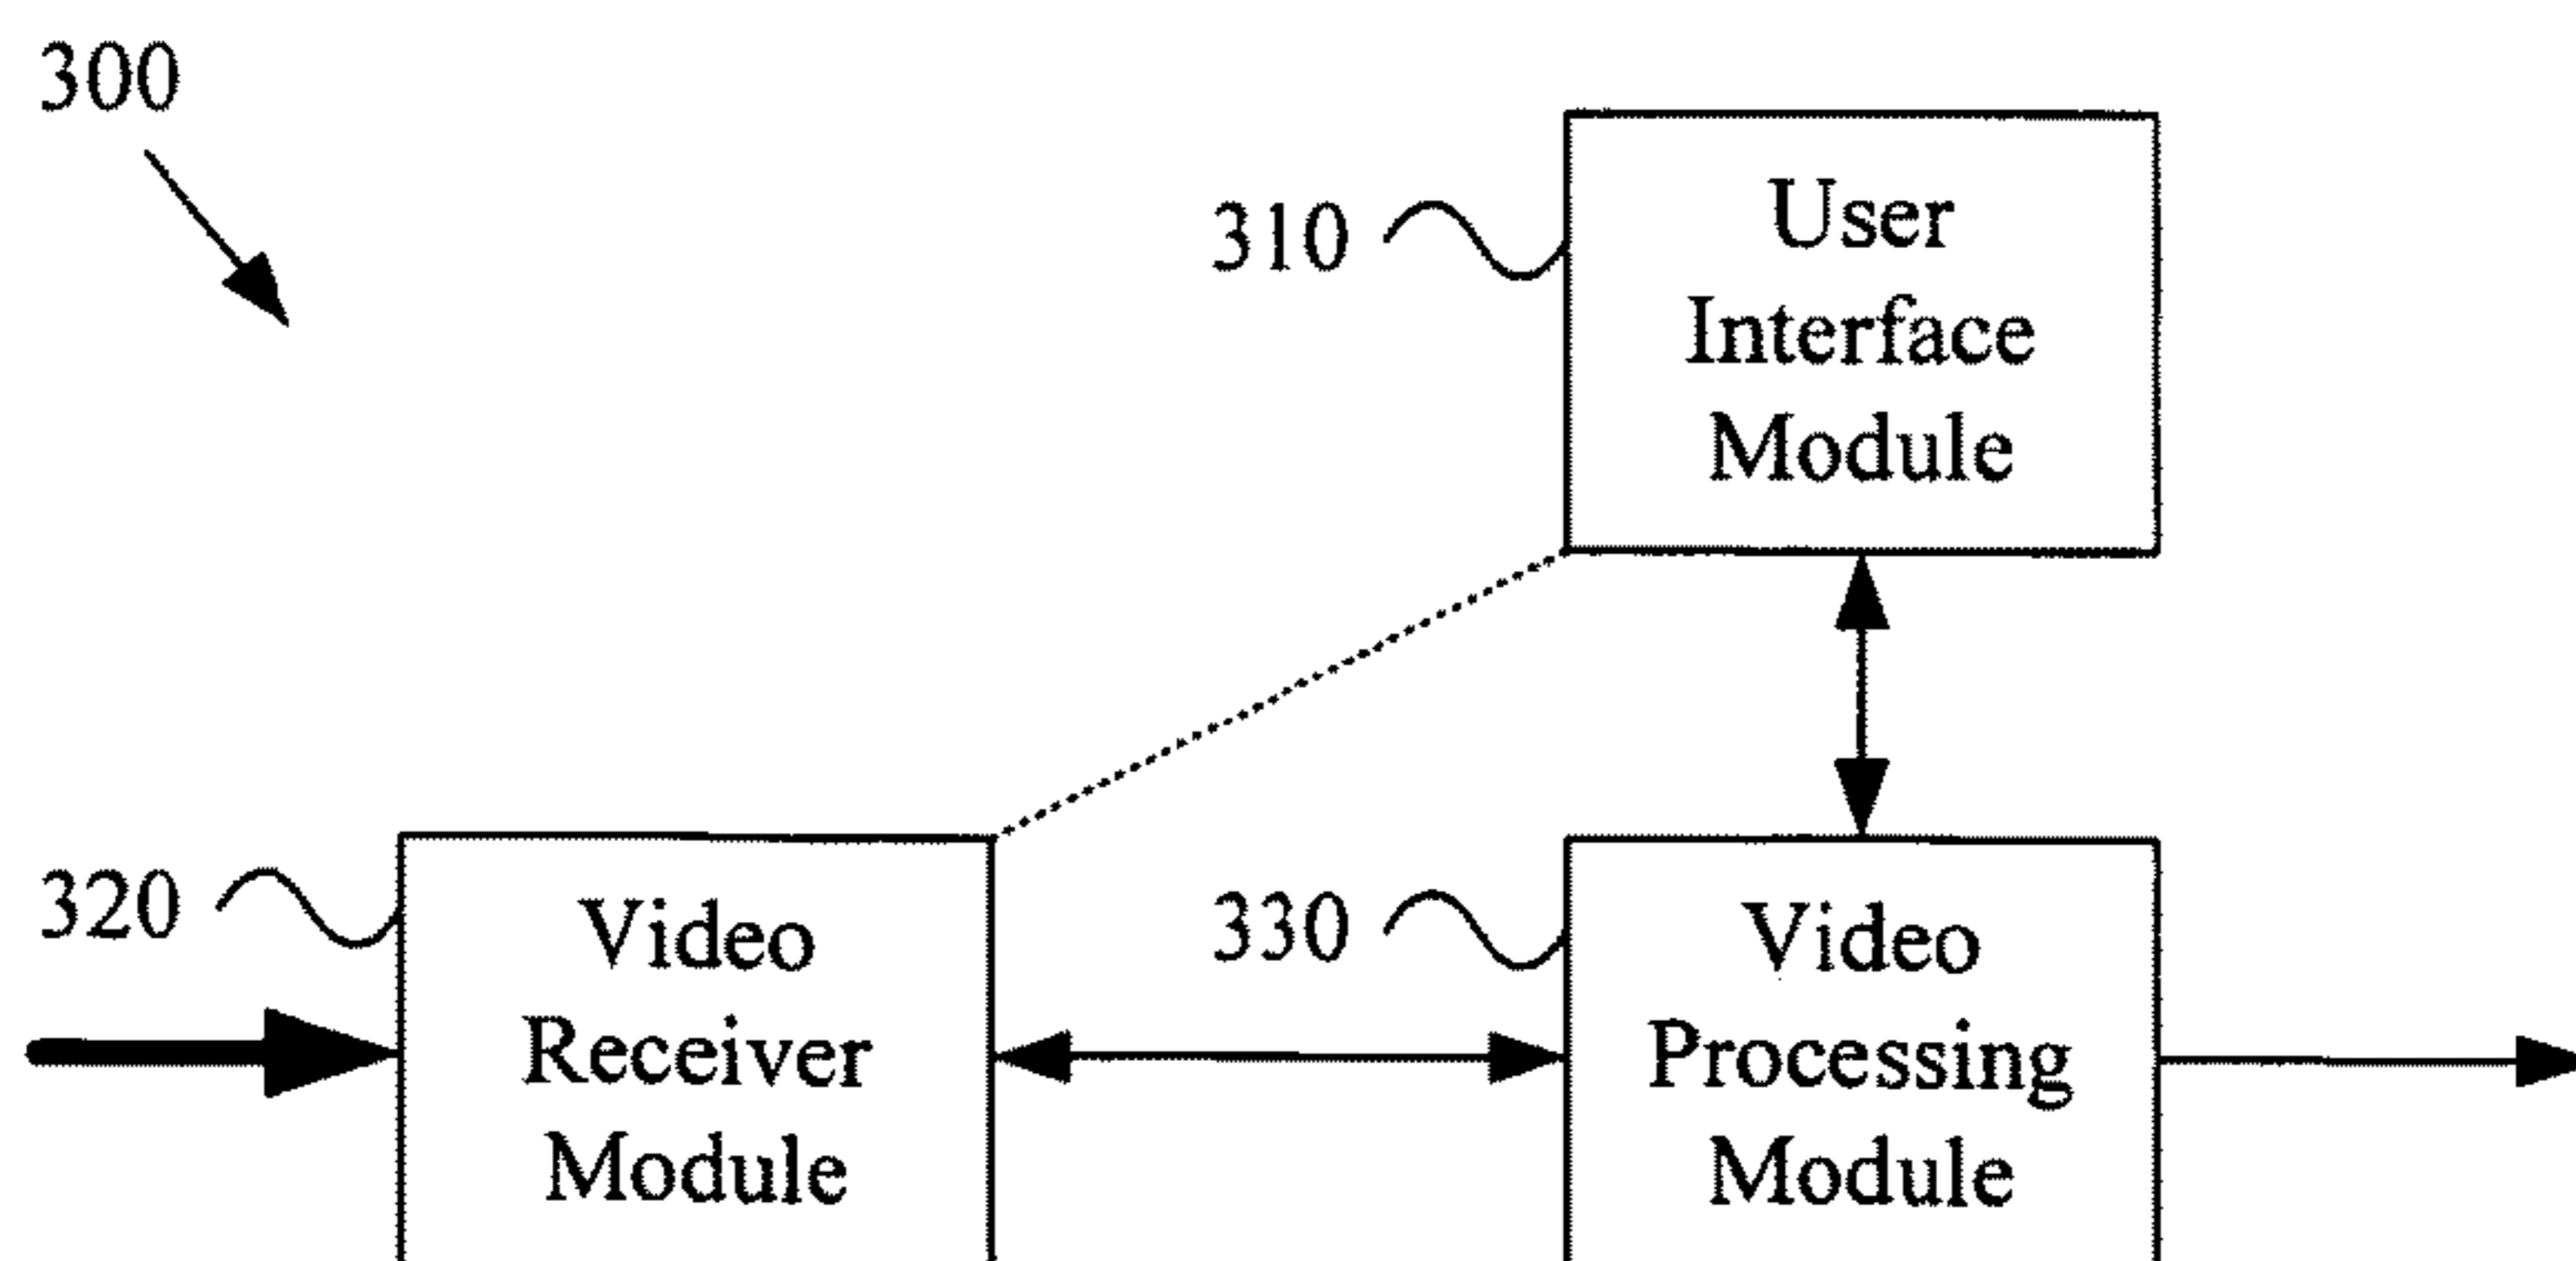 300
310
User
Interface
Module
320
Video
Receiver
Module
330
Video
Processing
Module